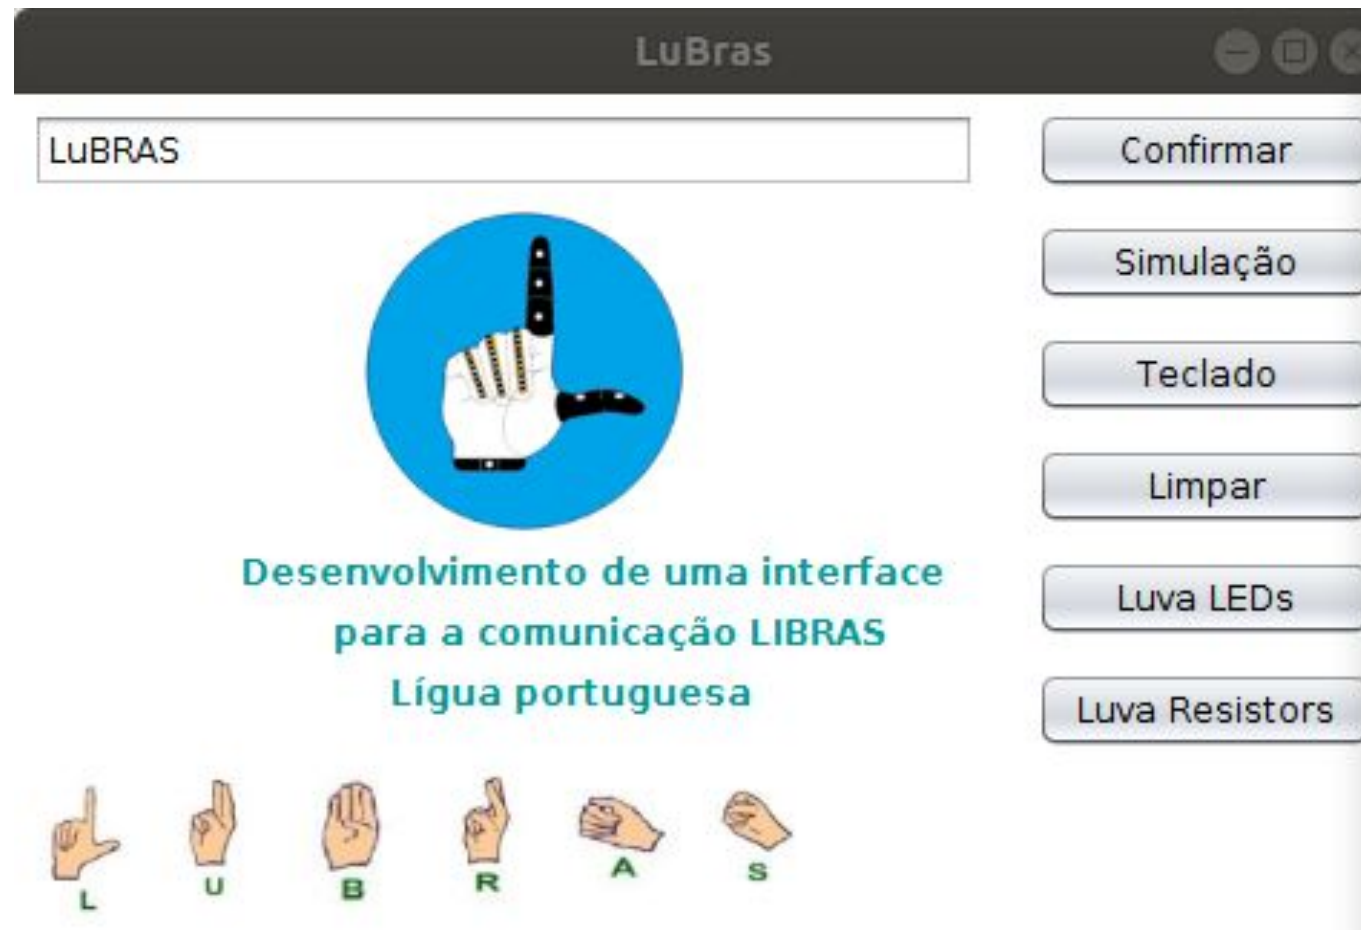 LuBras
LuBRAS
Confirmar
Simulação
Teclado
Limpar
Luva LEDs
Luva Resistors
Desenvolvimento de uma interface
para a comunicação LIBRAS
Lígua portuguesa
L U B R A S